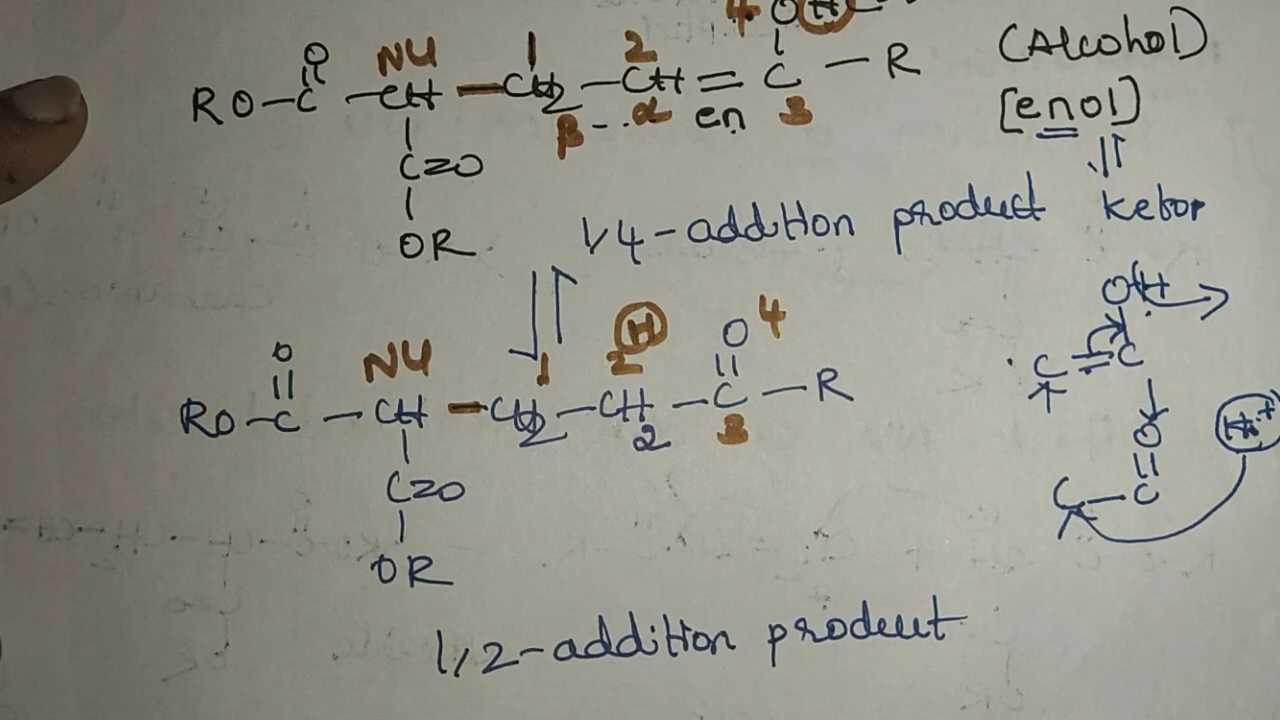 4 OH
O
NU 1 2
RO-C-CH-CH2-CH=C-R (Alcohol)
β--α en 3 [enol]
C=O
OR
1,4-addition product keton
OH
C=C
O H 4
O
NU 1 2
RO-C-CH-CH2-CH2-C-R
3
O H+
C-C
C=O
OR
1,2-addition product